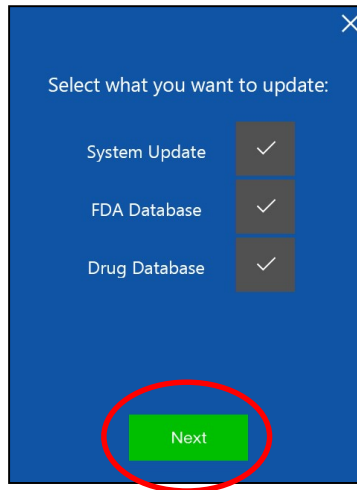 Select what you want to update:
System Update
FDA Database
Drug Database
Next